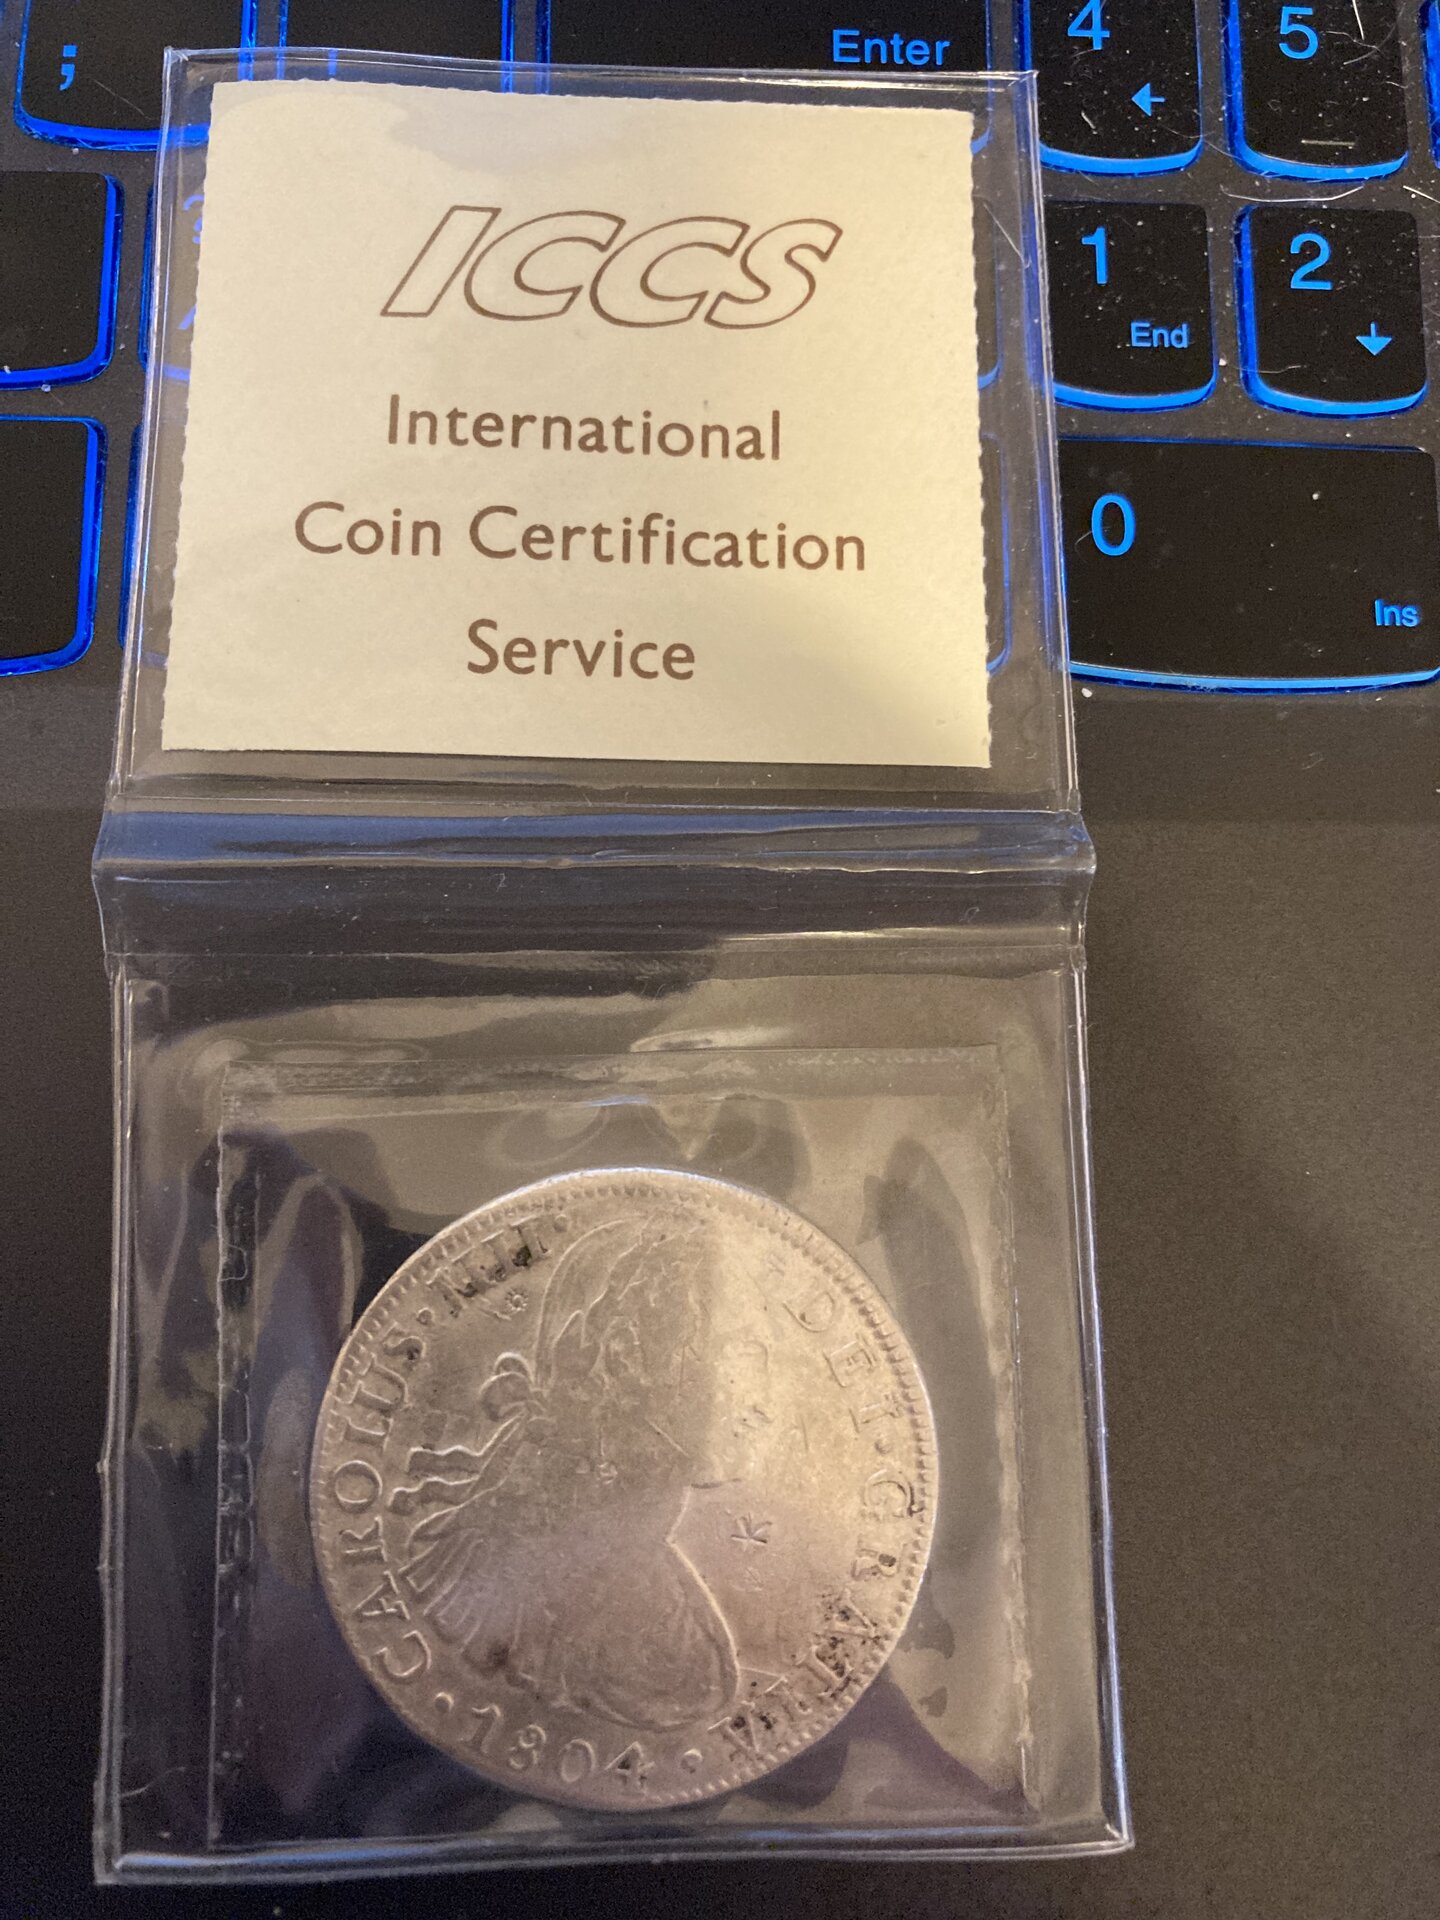 ;
Enter
4
5
1
End
2
0
Ins
ICCS
International
Coin Certification
Service
CAROLUS·IIII·
DEI·GRATIA
·1804·